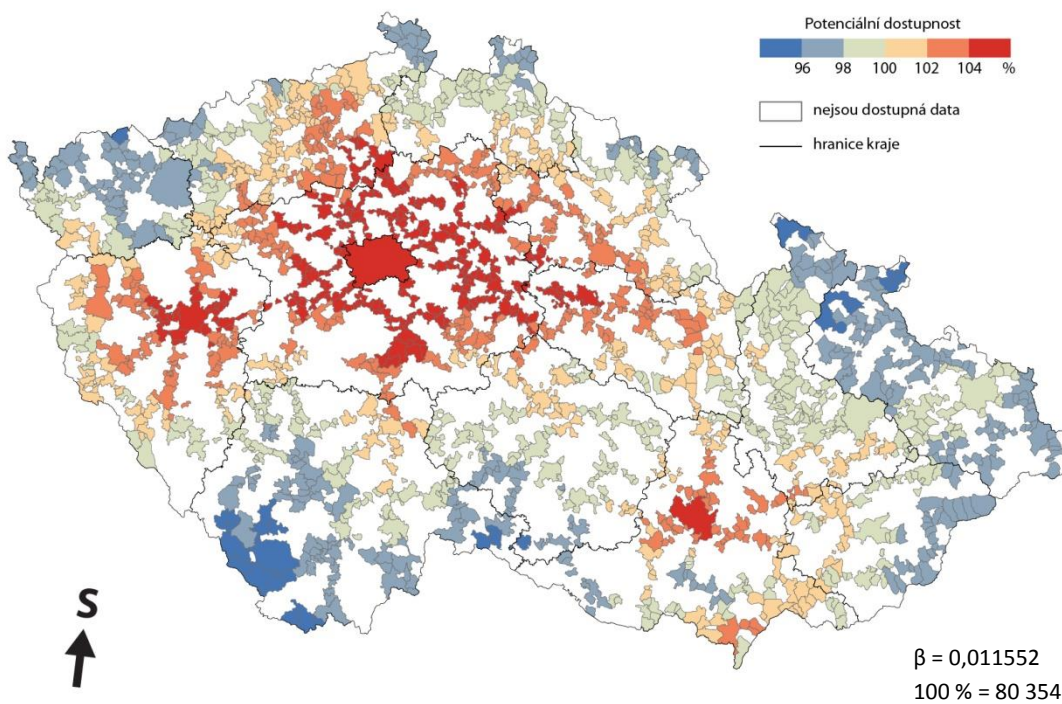 Potenciální dostupnost
96 98 100 102 104 %
nejsou dostupná data
hranice kraje
S
β = 0,011552
100 % = 80 354